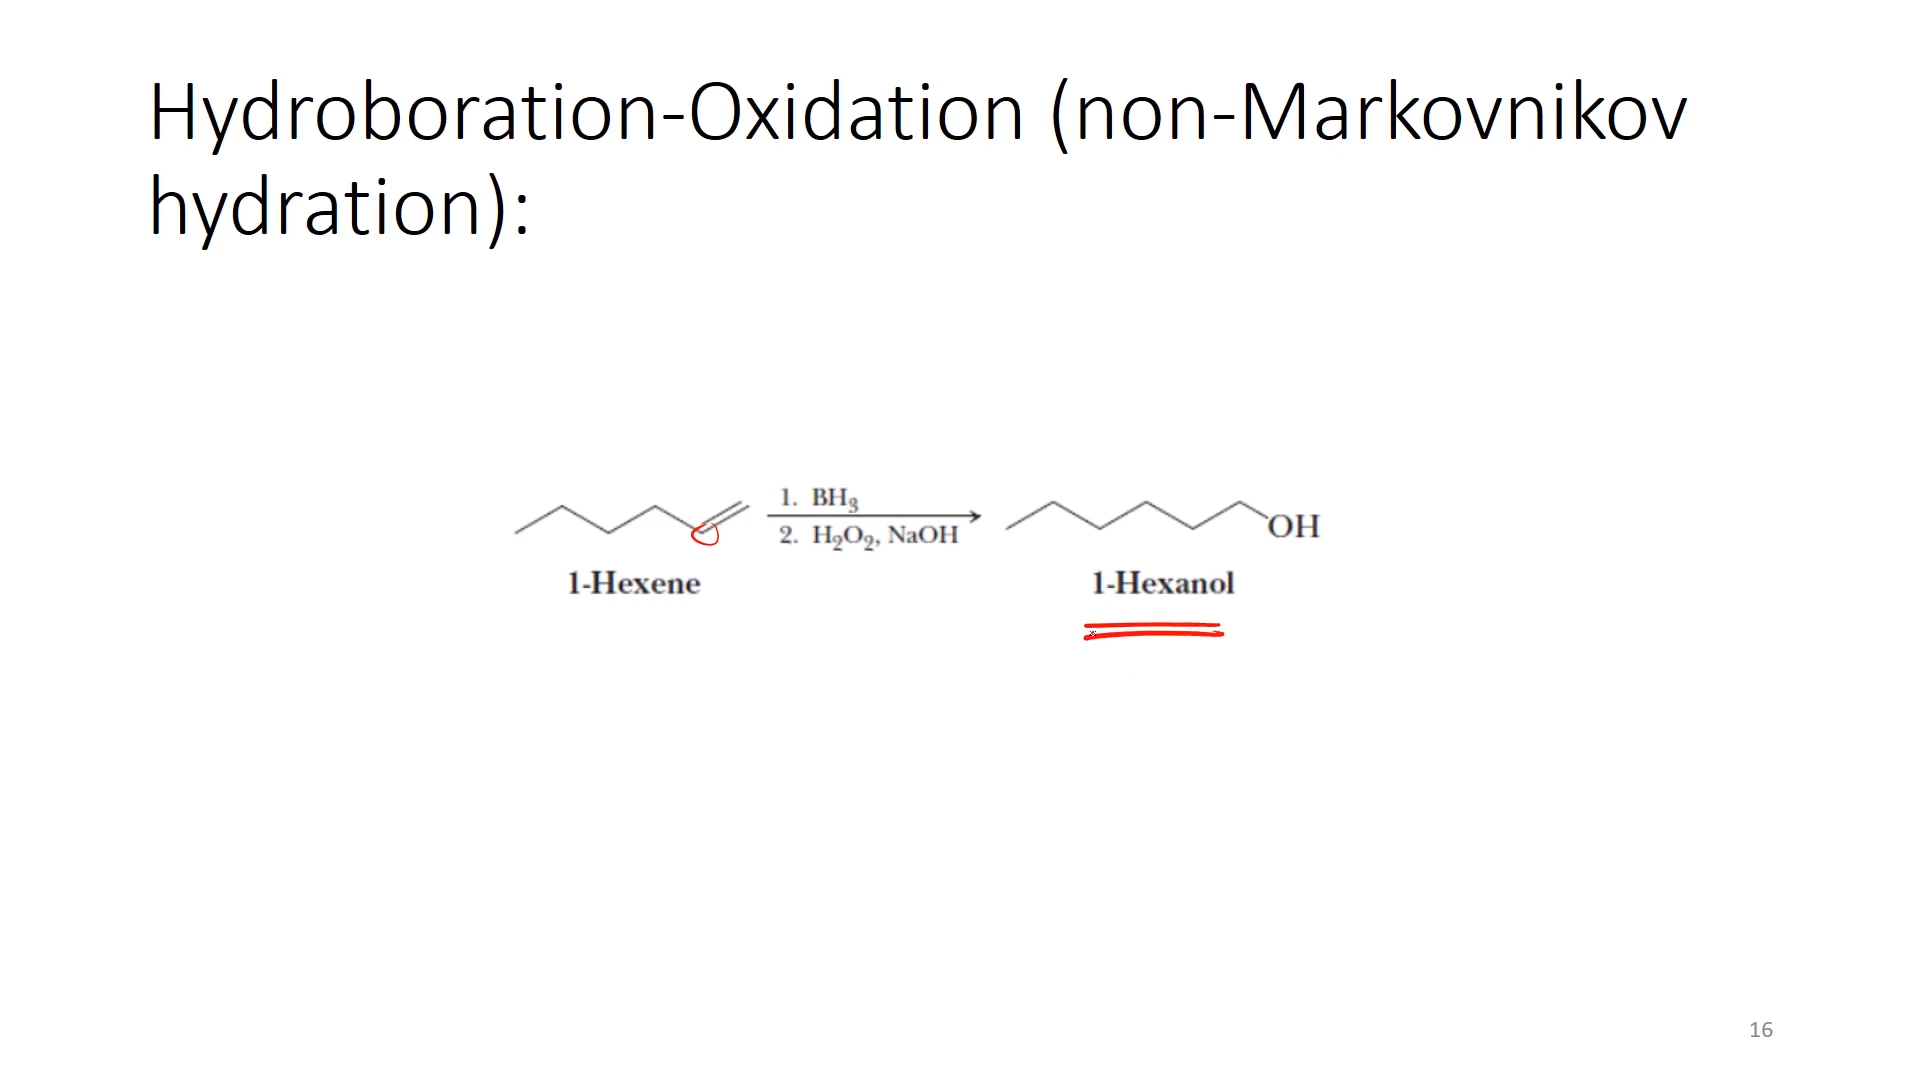 Hydroboration-Oxidation (non-Markovnikov
hydration):
1. BH₃
2. H₂O₂, NaOH
OH
1-Hexene
1-Hexanol
16